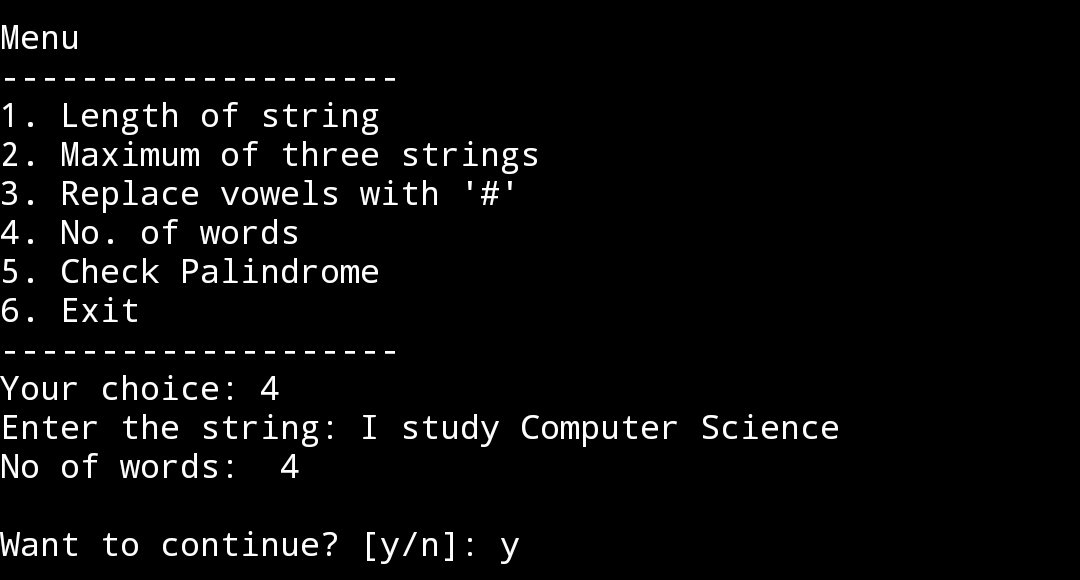 Menu
--------------------
1. Length of string
2. Maximum of three strings
3. Replace vowels with '#'
4. No. of words
5. Check Palindrome
6. Exit
--------------------
Your choice: 4
Enter the string: I study Computer Science
No of words:  4
Want to continue? [y/n]: y